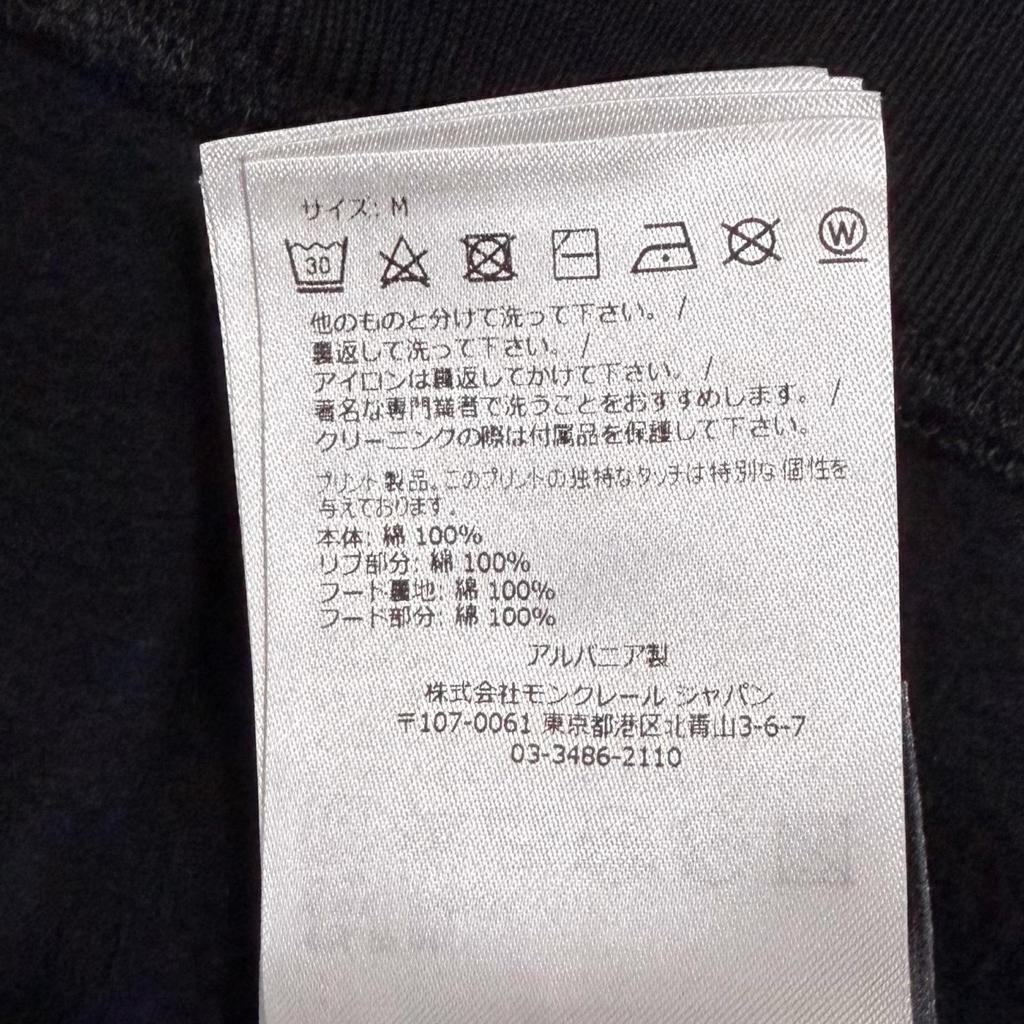 サイズ: M
30
W
他のものと分けて洗って下さい。 /
裏返して洗って下さい。 /
アイロンは裏返してかけて下さい。 /
著名な専門業者で洗うことをおすすめします。 /
クリーニングの際は付属品を保護して下さい。
プリント製品。このプリントの独特なタッチは特別な個性を
与えております。
本体: 綿 100%
リブ部分: 綿 100%
フード裏地: 綿 100%
フード部分: 綿 100%
アルバニア製
株式会社モンクレール ジャパン
〒107-0061 東京都港区北青山3-6-7
03-3486-2110